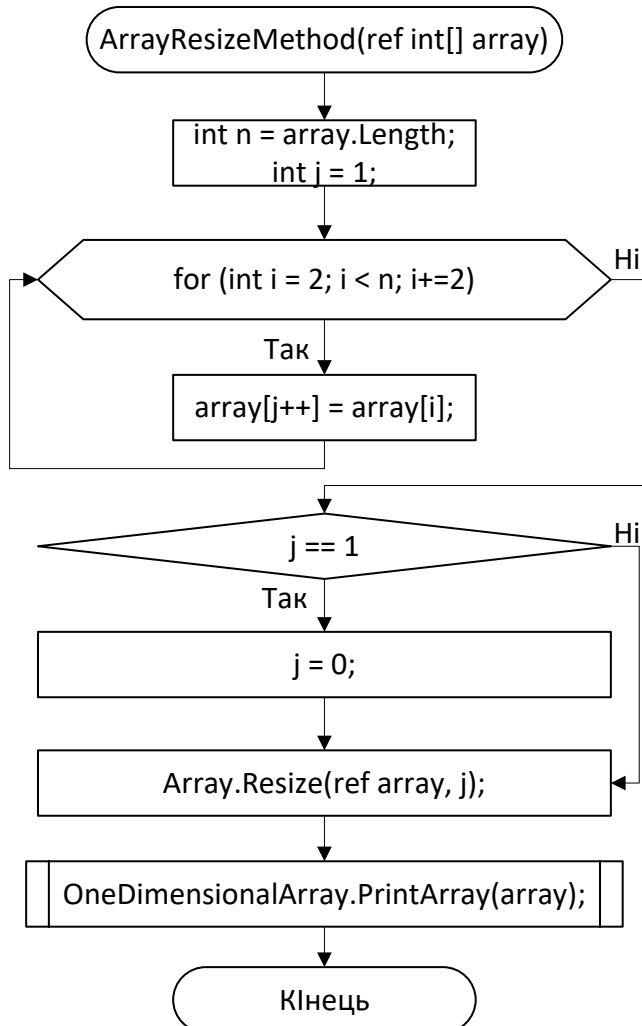 ArrayResizeMethod(ref int[] array)
int n = array.Length;
int j = 1;
for (int i = 2; i < n; i+=2)
Ні
Так
array[j++] = array[i];
j == 1
Ні
Так
j = 0;
Array.Resize(ref array, j);
OneDimensionalArray.PrintArray(array);
КІнець